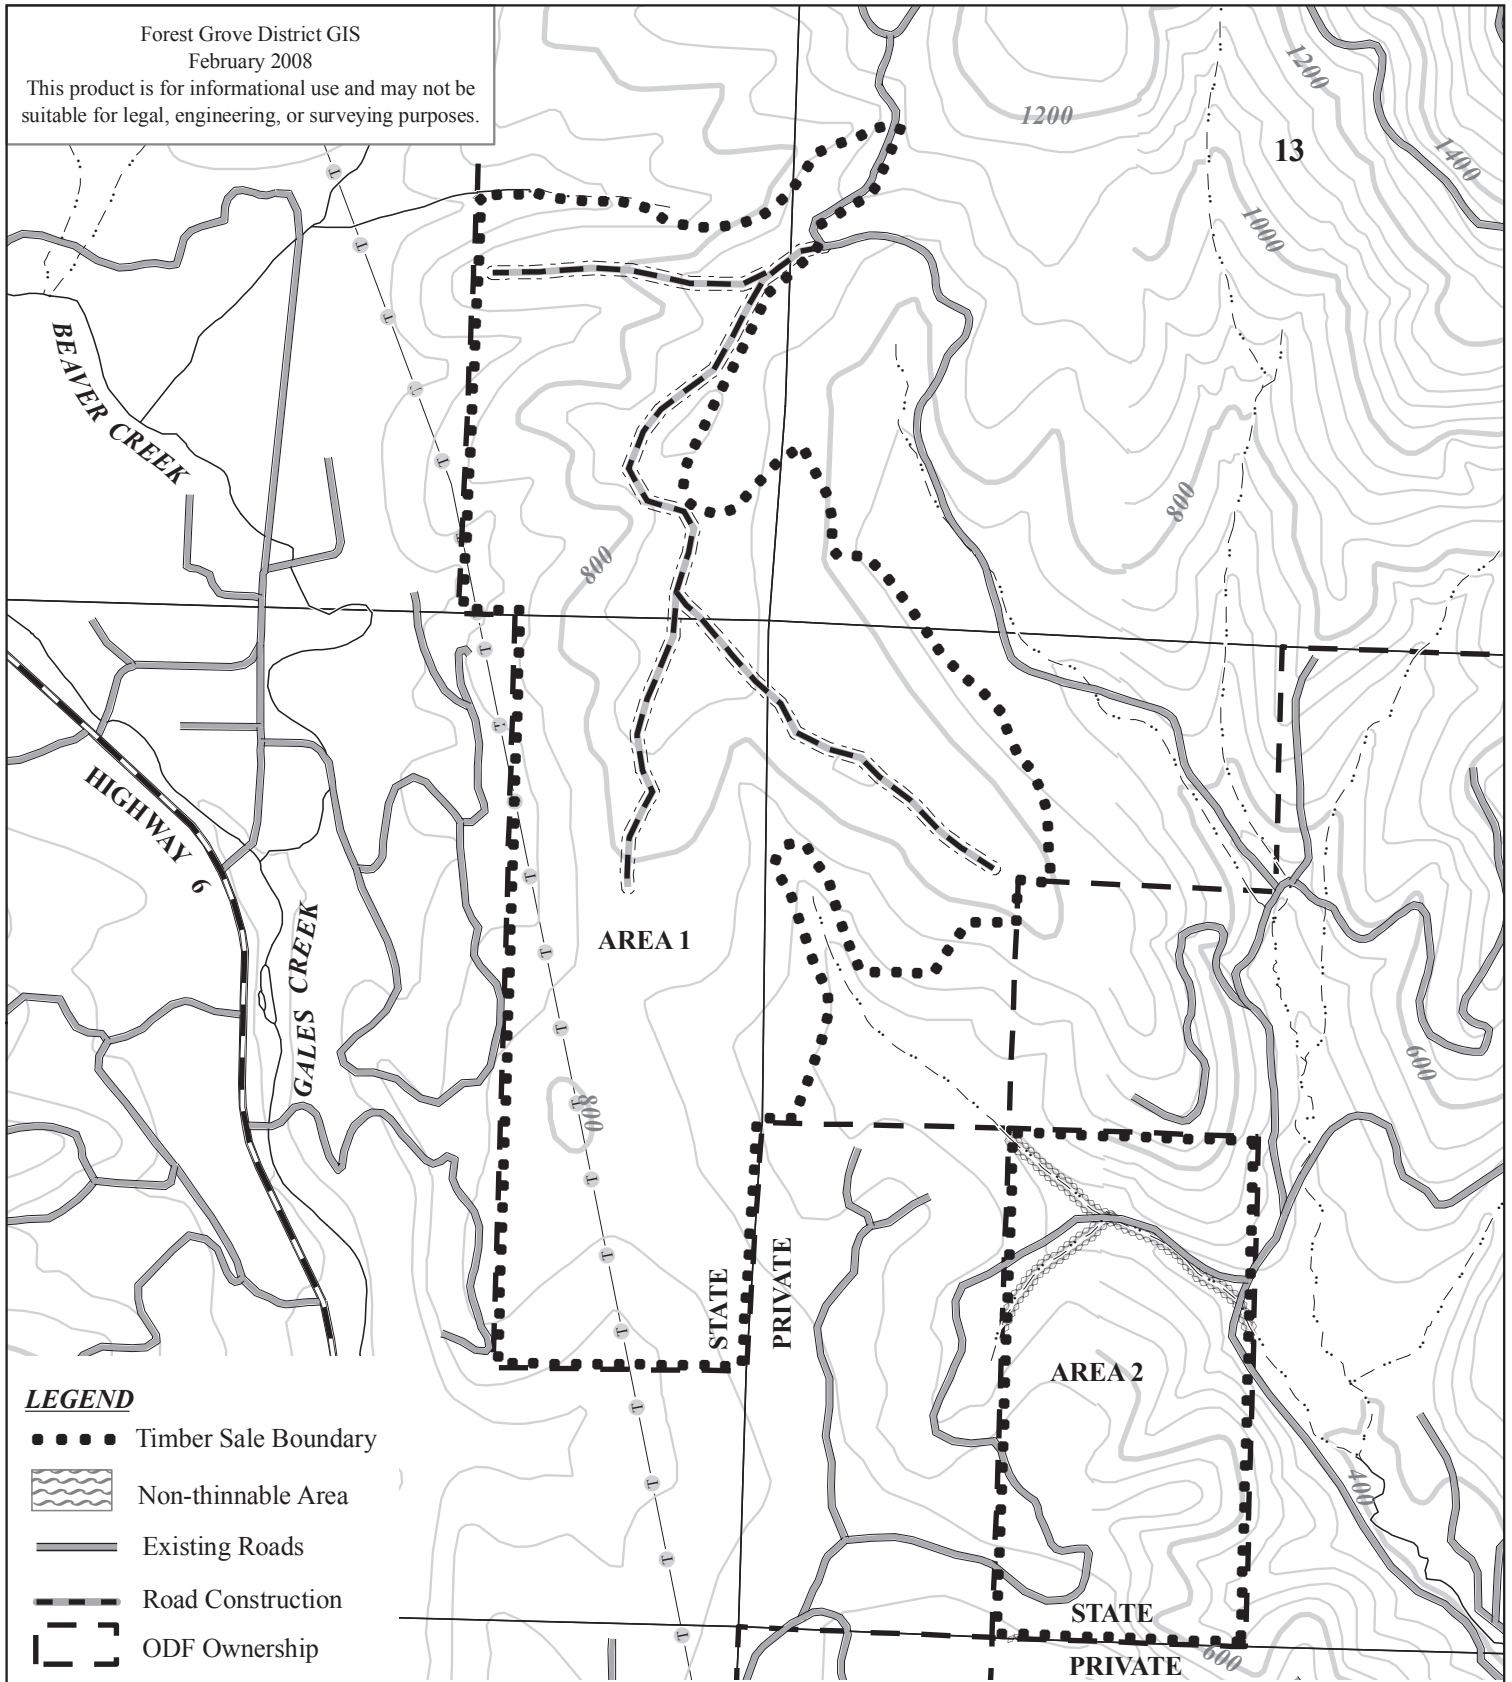 Forest Grove District GIS
February 2008
This product is for informational use and may not be
suitable for legal, engineering, or surveying purposes.
1200
1200
13
1400
1000
BEAVER CREEK
800
800
HIGHWAY 6
GALES CREEK
AREA 1
600
800
STATE
PRIVATE
AREA 2
400
STATE
PRIVATE
600
LEGEND
Timber Sale Boundary
Non-thinnable Area
Existing Roads
Road Construction
ODF Ownership